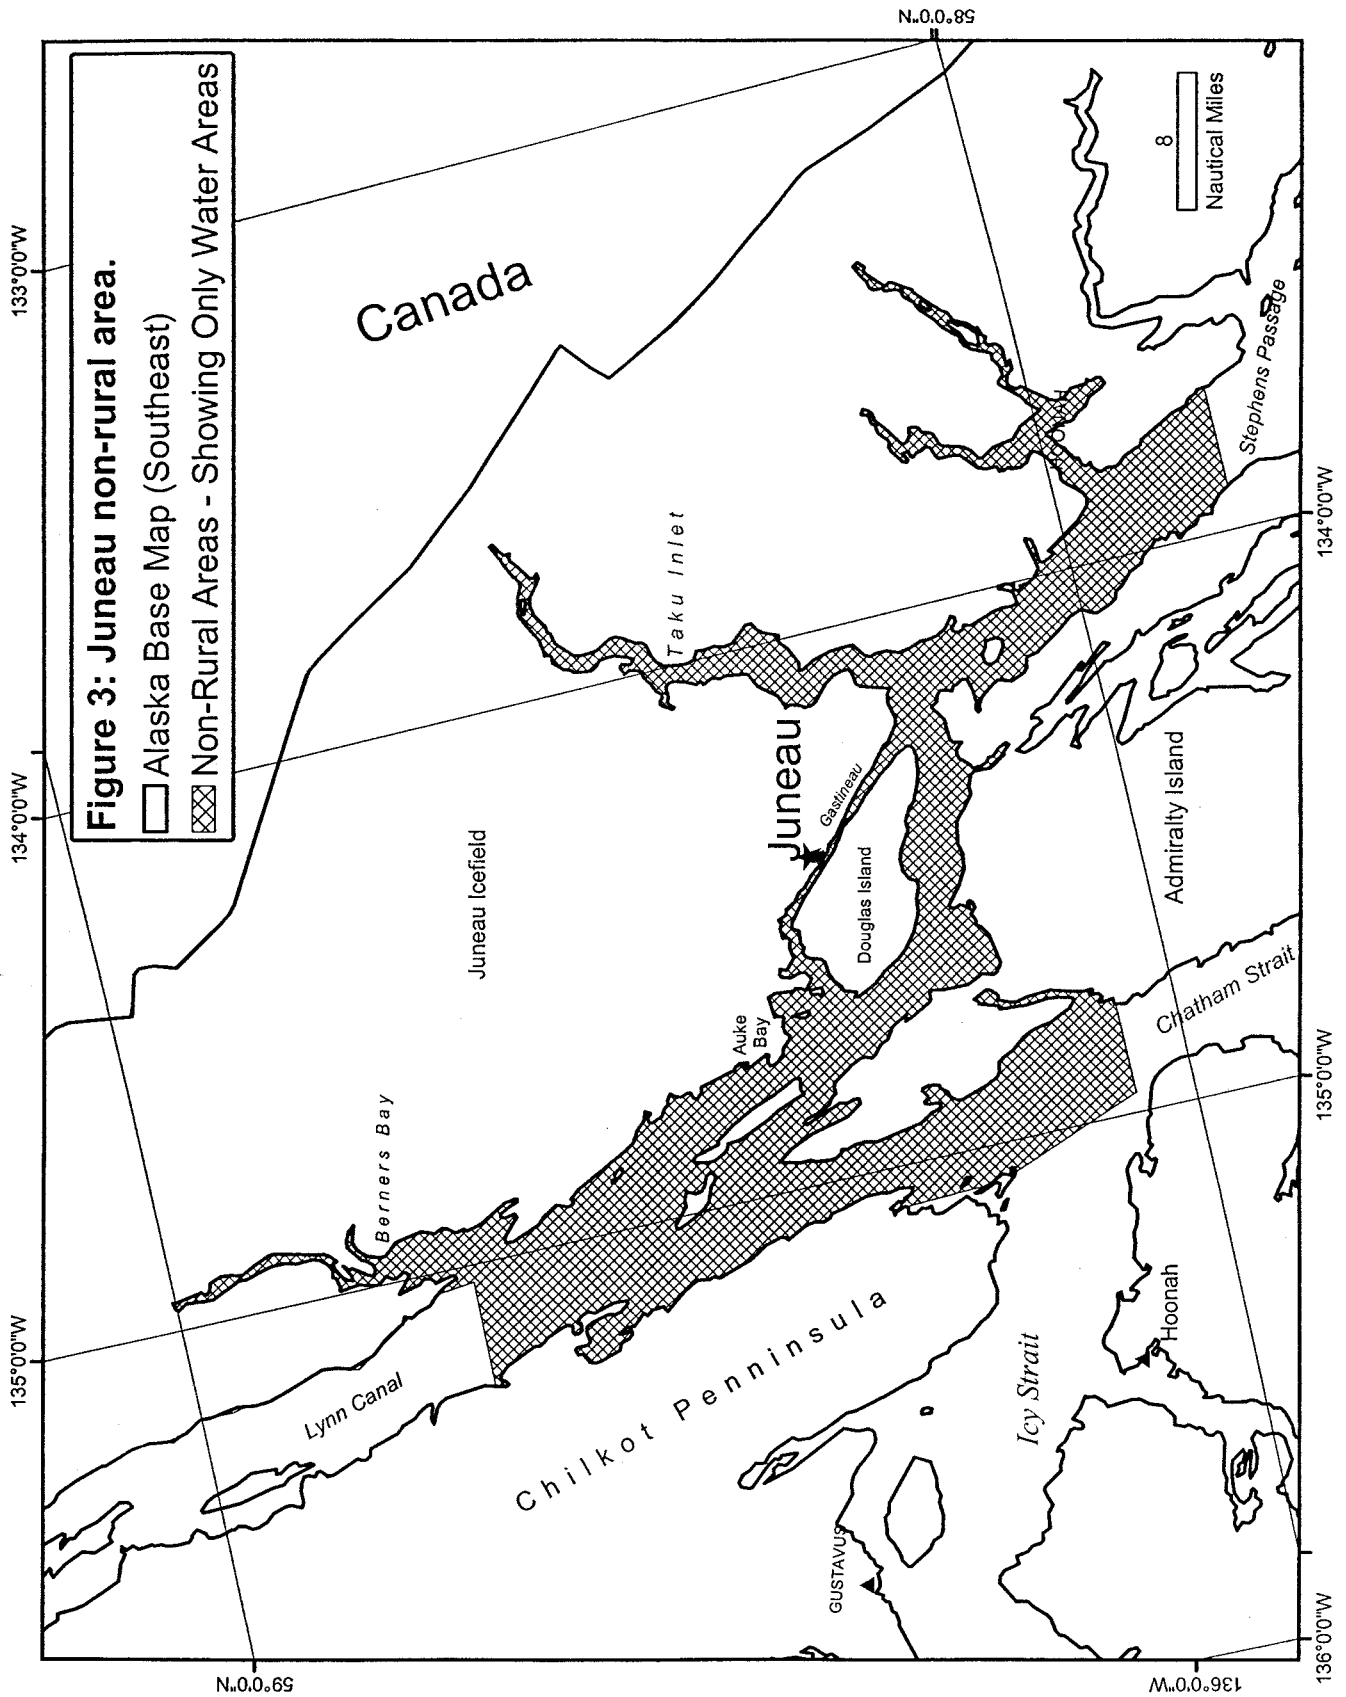 Figure 3: Juneau non-rural area.
Alaska Base Map (Southeast)
Non-Rural Areas - Showing Only Water Areas
133°0'0"W
134°0'0"W
135°0'0"W
58°0'0"N
59°0'0"N
136°0'0"W
134°0'0"W
135°0'0"W
136°0'0"W
Canada
8
Nautical Miles
Stephens Passage
Taku Inlet
Juneau
Gastineau
Douglas Island
Juneau Icefield
Admiralty Island
Chatham Strait
Auke
Bay
Berners Bay
Lynn Canal
Chilkot Penninsula
Icy Strait
Hoonah
GUSTAVUS